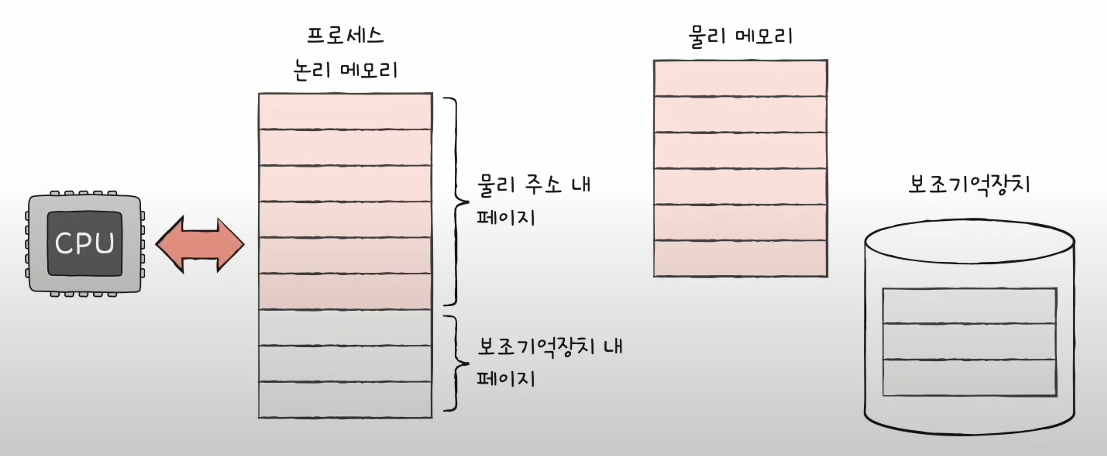 프로세스
논리 메모리
물리 메모리
물리 주소 내
페이지
보조기억장치
CPU
보조기억장치 내
페이지